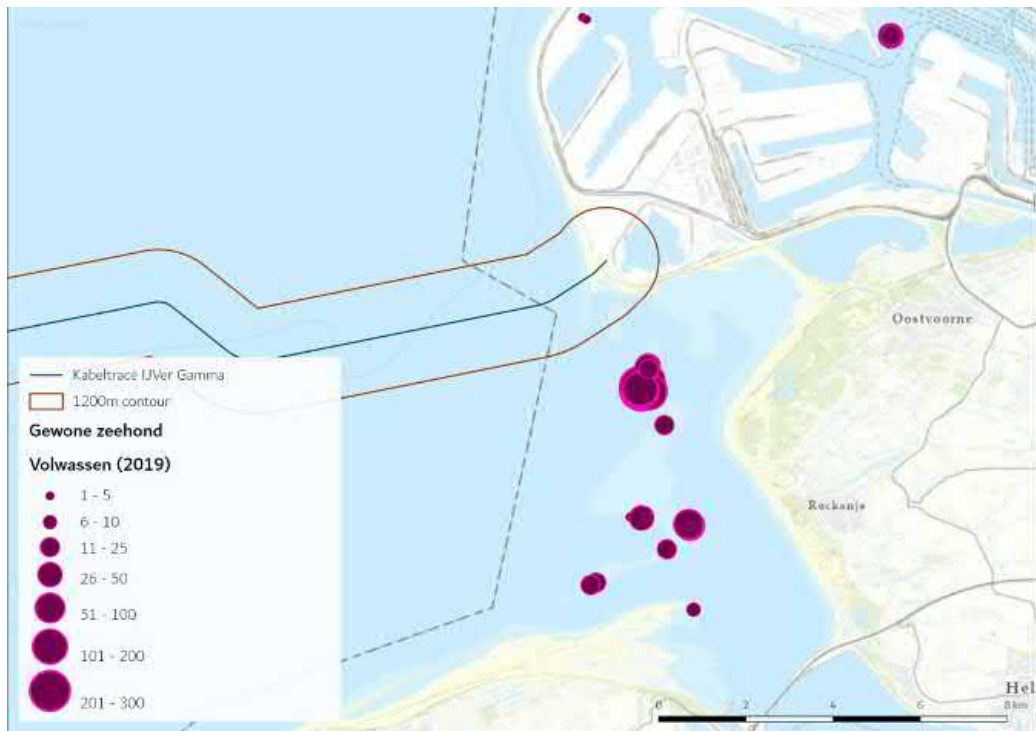 Oostvoorne
Kabeltracé IJVer Gamma
1200m contour
Gewone zeehond
Volwassen (2019)
1 - 5
6 - 10
11 - 25
26 - 50
51 - 100
101 - 200
201 - 300
Rockanje
Hel
0 2 4 6 8 km